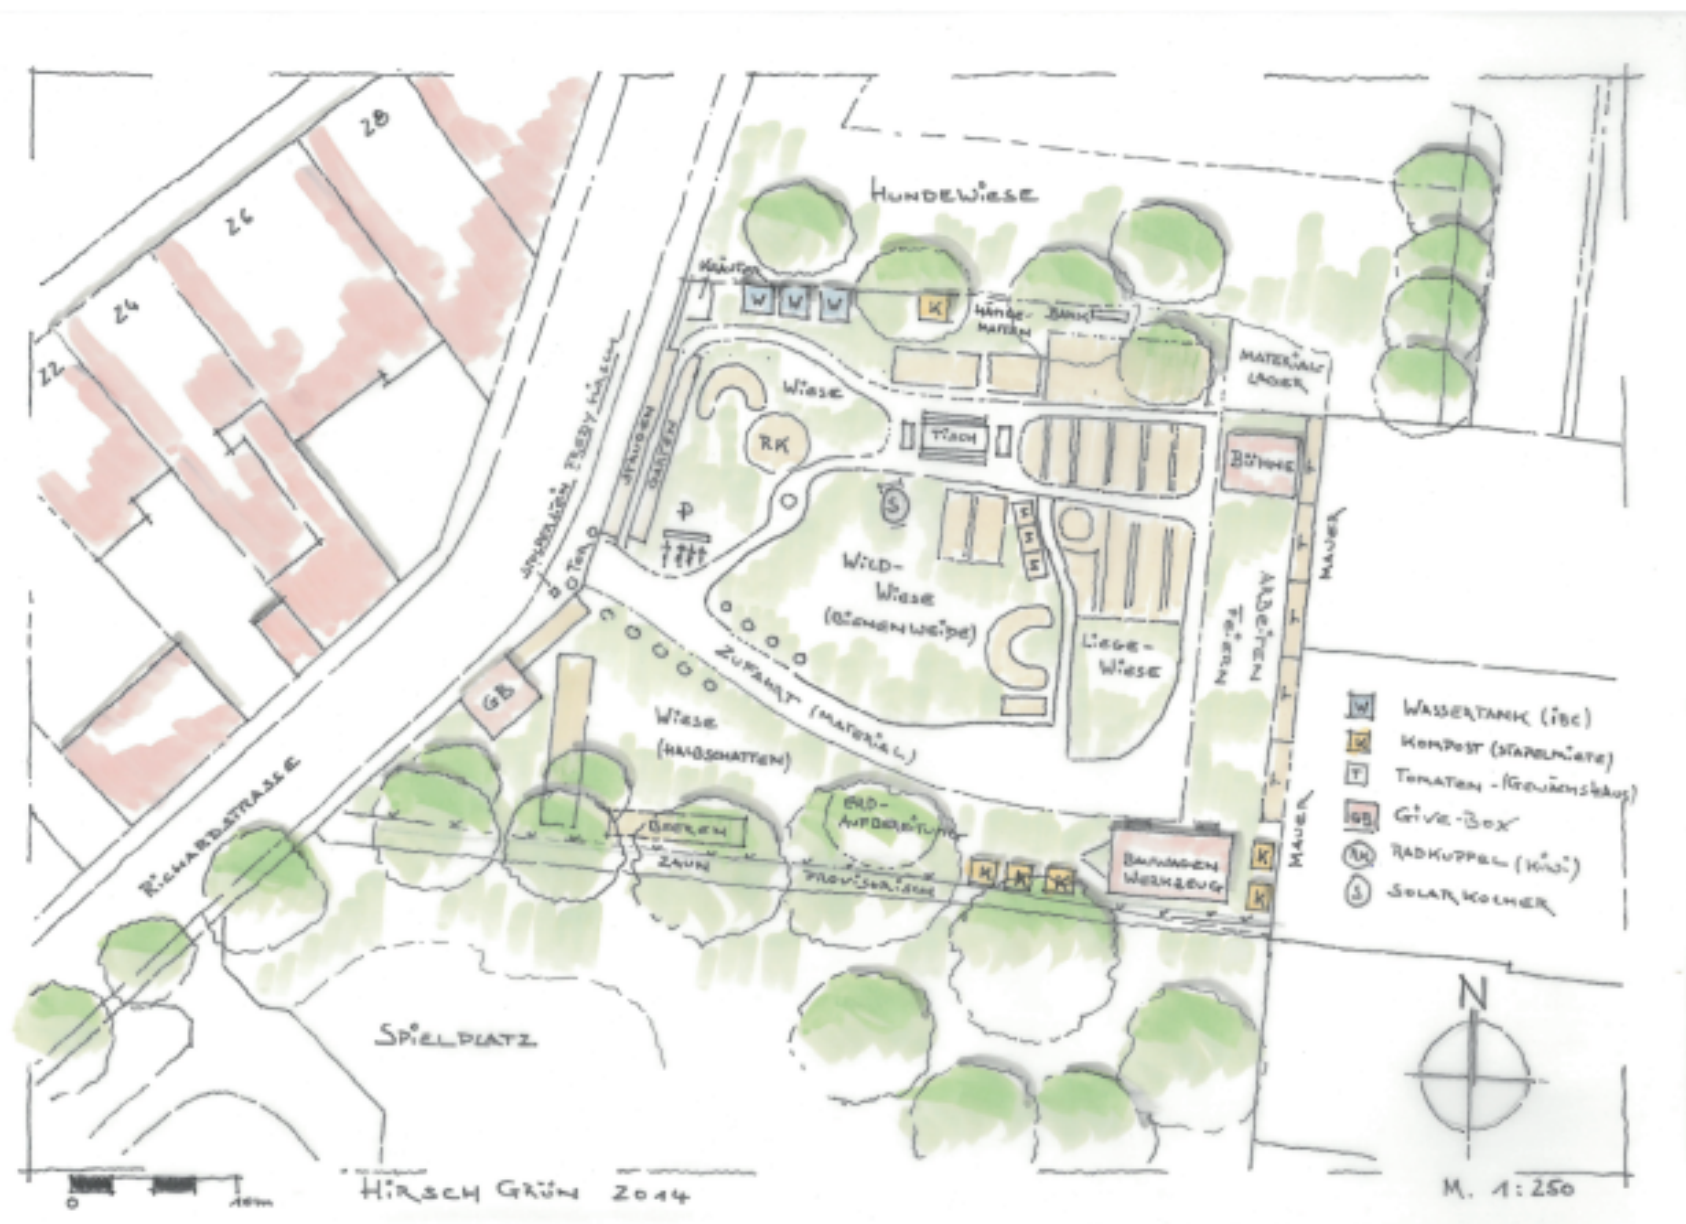 28
26
24
22
HUNDEWIESE
KRÄUTER
W W W
K
HÄNGE-
MATTEN
BANK
MATERIAL
LAGER
WIESE
RK
TISCH
BÜHNE
STAUDEN
GARTEN
STOLPERSTEIN FREDY HIRSCH
TOR
P
S
K
K
K
WILD-
WIESE
(BIENENWEIDE)
LIEGE-
WIESE
ARBEITEN
FEIERN
MAUER
T
T
T
T
T
GB
ZUFAHRT (MATERIAL)
WIESE
(HALBSCHATTEN)
RICHARDSTRASSE
BEEREN
ZAUN
PROVISORISCH
ERD-
AUFBEREITUNG
K K K
BAUWAGEN
WERKZEUG
K
K
MAUER
W WASSERTANK (IBC)
K KOMPOST (STAPELMIETE)
T TOMATEN-(GEWÄCHSHAUS)
GB GIVE-BOX
RK RADKUPPEL (KIWI)
S SOLARKOCHER
SPIELPLATZ
N
0 10m
HIRSCH GRÜN 2014
M. 1:250